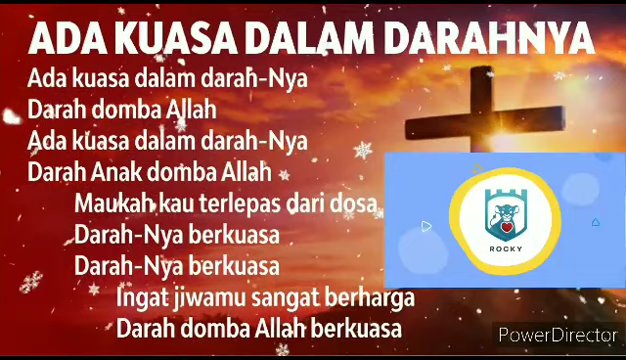 ADA KUASA DALAM DARAHNYA
Ada kuasa dalam darah-Nya
Darah domba Allah
Ada kuasa dalam darah-Nya
Darah Anak domba Allah
Maukah kau terlepas dari dosa
Darah-Nya berkuasa
Darah-Nya berkuasa
Ingat jiwamu sangat berharga
Darah domba Allah berkuasa
ROCKY
PowerDirector